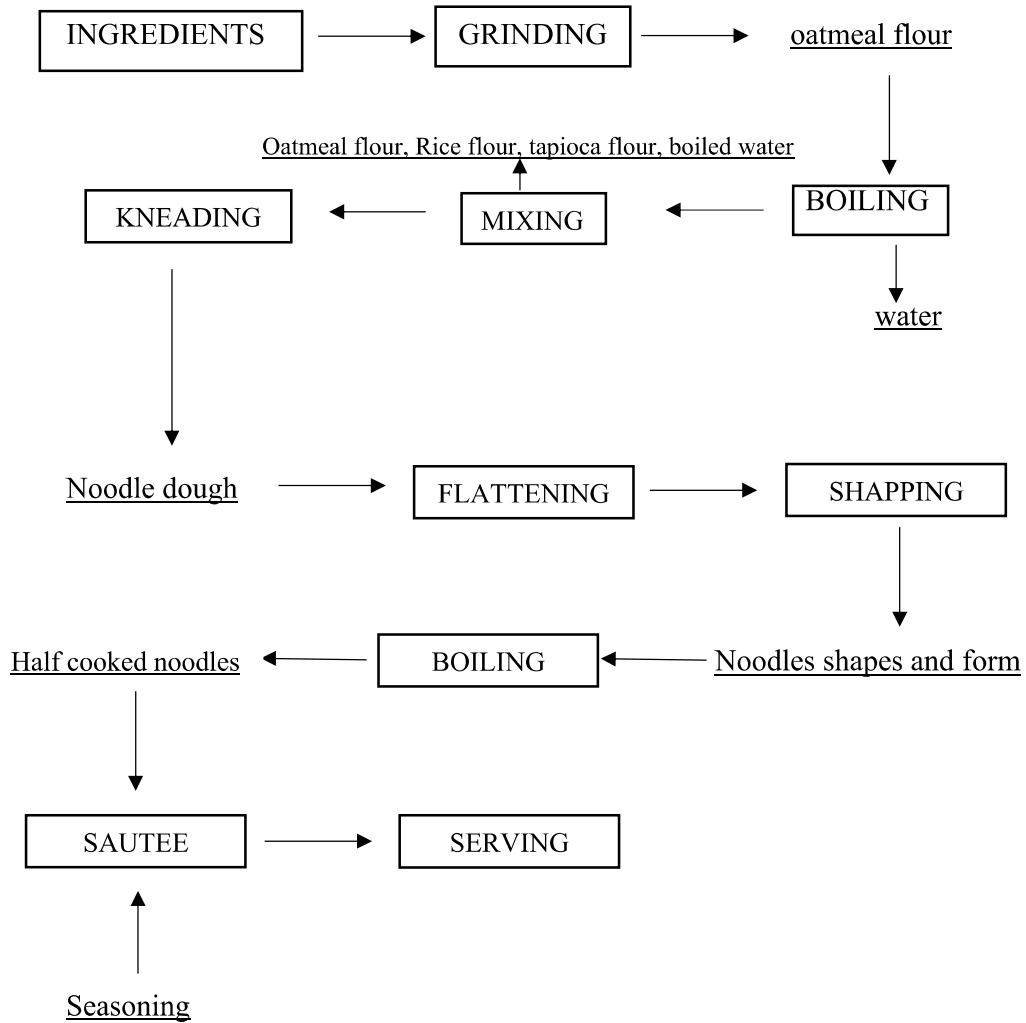 INGREDIENTS
GRINDING
oatmeal flour
Oatmeal flour, Rice flour, tapioca flour, boiled water
BOILING
MIXING
KNEADING
water
Noodle dough
FLATTENING
SHAPPING
Noodles shapes and form
BOILING
Half cooked noodles
SAUTEE
SERVING
Seasoning